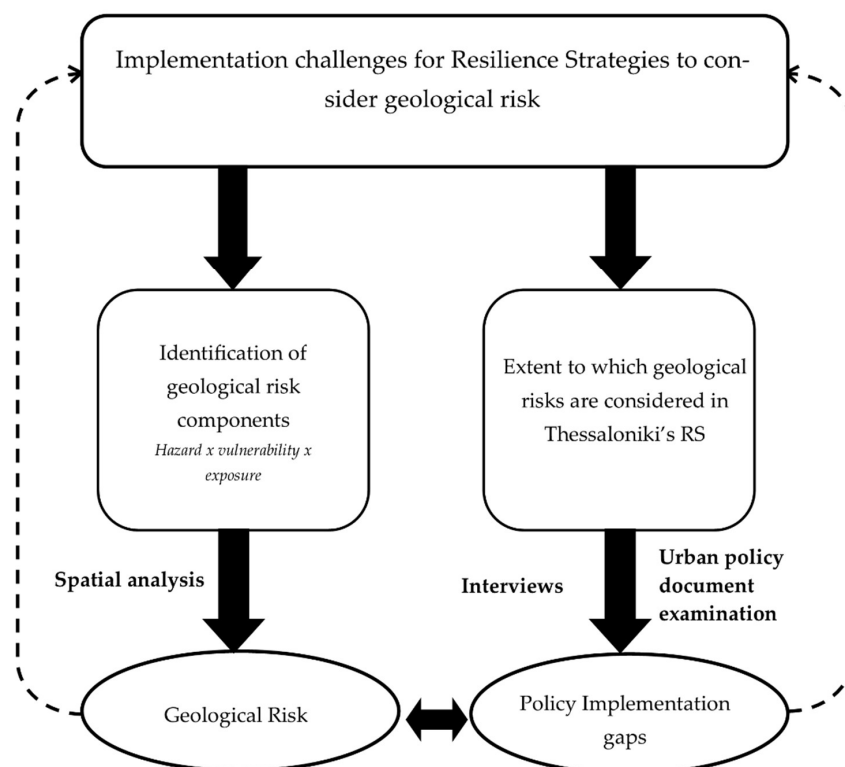 Implementation challenges for Resilience Strategies to con-
sider geological risk
Identification of
geological risk
components
Hazard x vulnerability x
exposure
Extent to which geological
risks are considered in
Thessaloniki's RS
Spatial analysis
Interviews
Urban policy
document
examination
Geological Risk
Policy Implementation
gaps